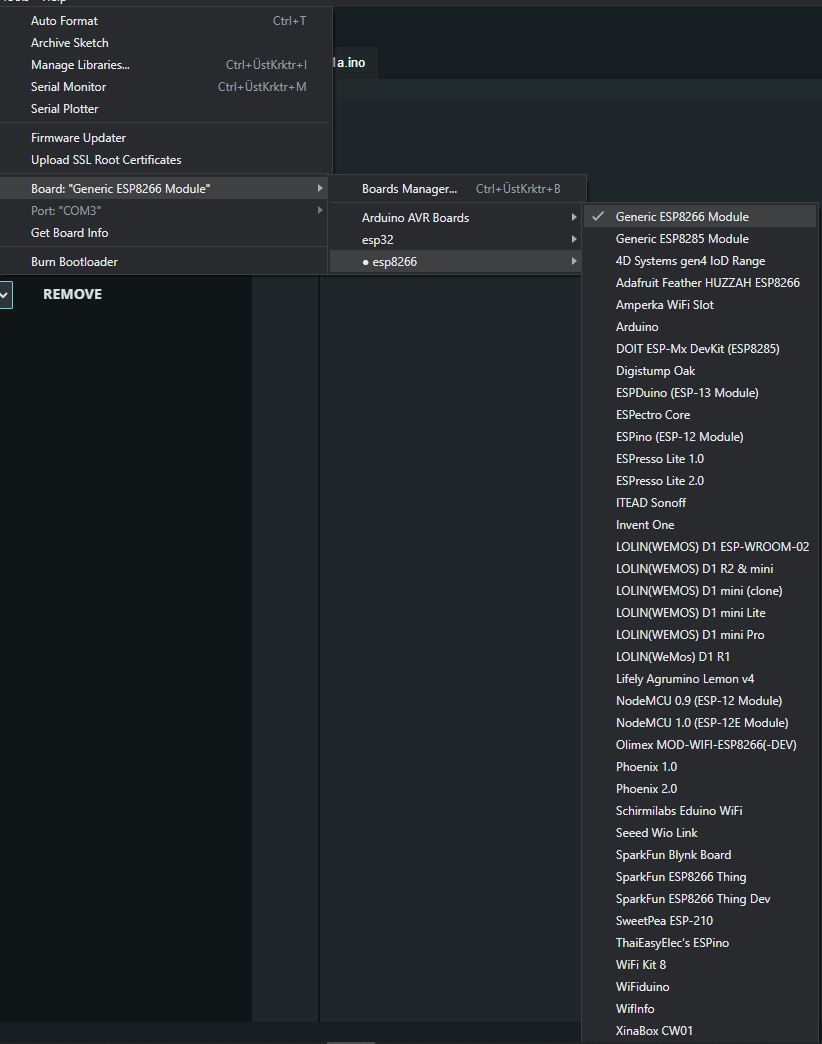 Tools Help
Auto Format Ctrl+T
Archive Sketch
Manage Libraries... Ctrl+ÜstKrktr+I
Serial Monitor Ctrl+ÜstKrktr+M
Serial Plotter
Firmware Updater
Upload SSL Root Certificates
Board: "Generic ESP8266 Module"
Port: "COM3"
Get Board Info
Burn Bootloader
REMOVE
1a.ino
Boards Manager... Ctrl+ÜstKrktr+B
Arduino AVR Boards
esp32
● esp8266
✓ Generic ESP8266 Module
Generic ESP8285 Module
4D Systems gen4 IoD Range
Adafruit Feather HUZZAH ESP8266
Amperka WiFi Slot
Arduino
DOIT ESP-Mx DevKit (ESP8285)
Digistump Oak
ESPDuino (ESP-13 Module)
ESPectro Core
ESPino (ESP-12 Module)
ESPresso Lite 1.0
ESPresso Lite 2.0
ITEAD Sonoff
Invent One
LOLIN(WEMOS) D1 ESP-WROOM-02
LOLIN(WEMOS) D1 R2 & mini
LOLIN(WEMOS) D1 mini (clone)
LOLIN(WEMOS) D1 mini Lite
LOLIN(WEMOS) D1 mini Pro
LOLIN(WeMos) D1 R1
Lifely Agrumino Lemon v4
NodeMCU 0.9 (ESP-12 Module)
NodeMCU 1.0 (ESP-12E Module)
Olimex MOD-WIFI-ESP8266(-DEV)
Phoenix 1.0
Phoenix 2.0
Schirmilabs Eduino WiFi
Seeed Wio Link
SparkFun Blynk Board
SparkFun ESP8266 Thing
SparkFun ESP8266 Thing Dev
SweetPea ESP-210
ThaiEasyElec's ESPino
WiFi Kit 8
WiFiduino
WifInfo
XinaBox CW01